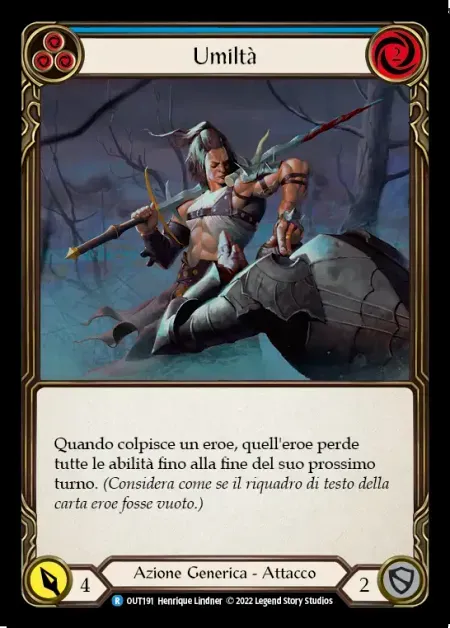 Umiltà
2
Quando colpisce un eroe, quell'eroe perde
tutte le abilità fino alla fine del suo prossimo
turno. (Considera come se il riquadro di testo della
carta eroe fosse vuoto.)
4
Azione Generica - Attacco
2
R OUT191 Henrique Lindner © 2022 Legend Story Studios